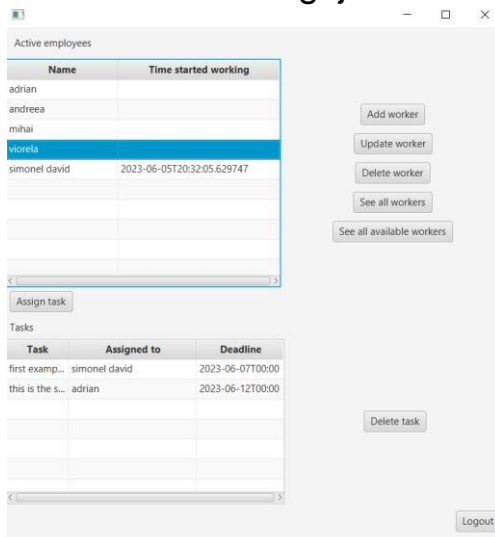 Active employees
Name Time started working
adrian
andreea
mihai
viorela
simonel david 2023-06-05T20:32:05.629747
Add worker
Update worker
Delete worker
See all workers
See all available workers
Assign task
Tasks
Task Assigned to Deadline
first examp... simonel david 2023-06-07T00:00
this is the s... adrian 2023-06-12T00:00
Delete task
Logout